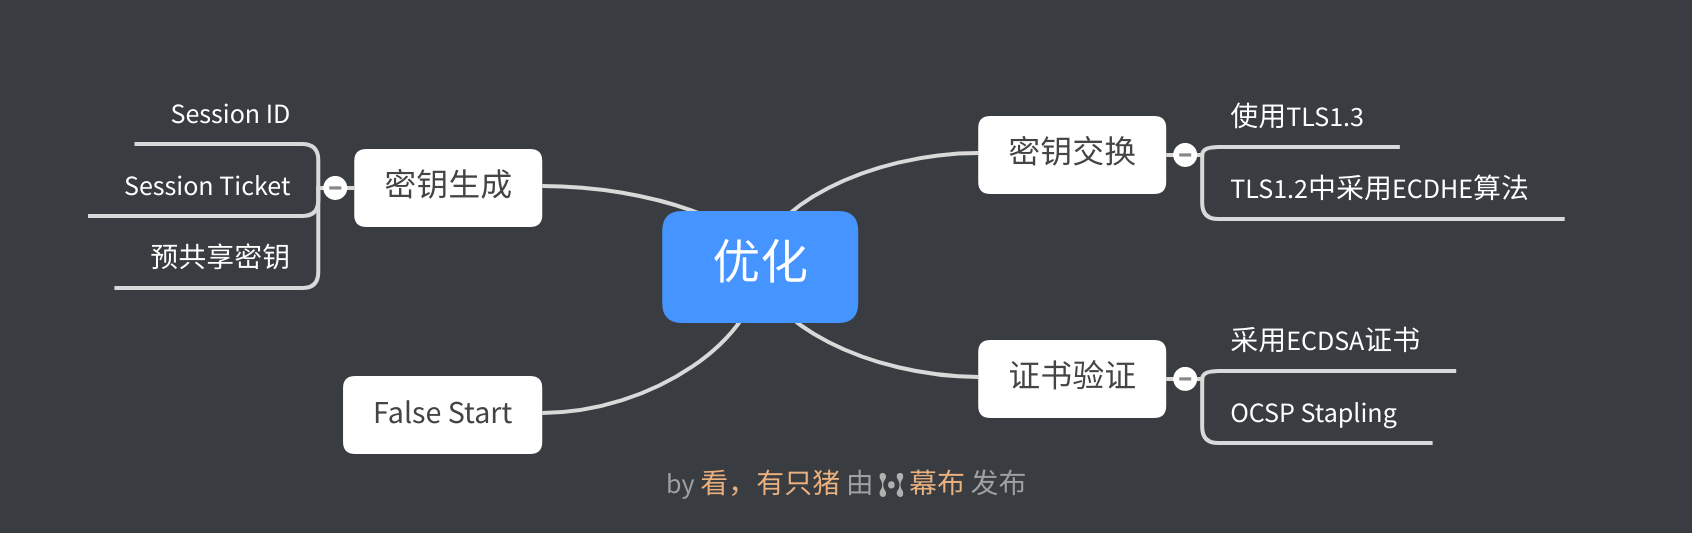 优化
密钥交换
使用TLS1.3
TLS1.2中采用ECDHE算法
证书验证
采用ECDSA证书
OCSP Stapling
密钥生成
Session ID
Session Ticket
预共享密钥
False Start
by 看，有只猪 由 幕布 发布